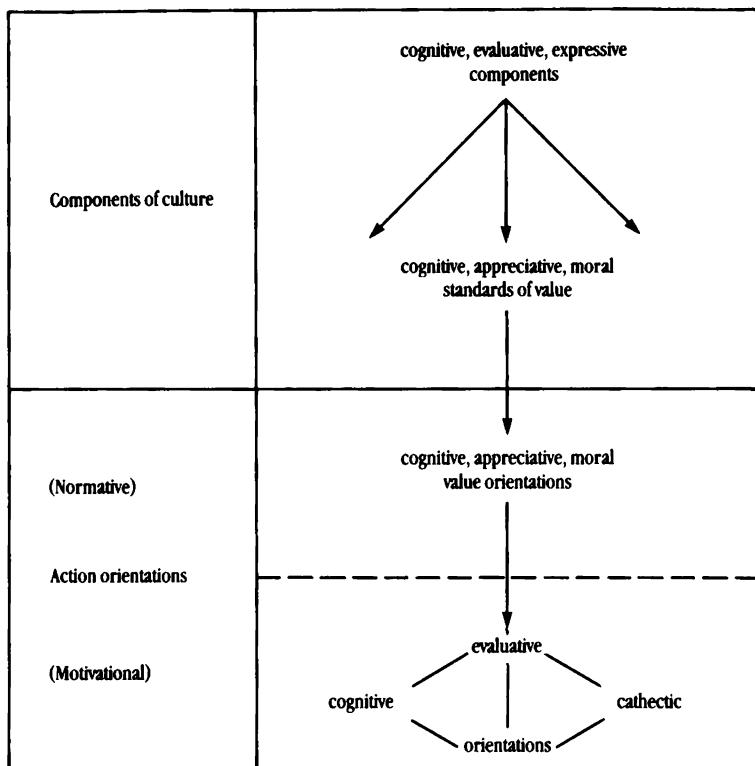 cognitive, evaluative, expressive
components
Components of culture
cognitive, appreciative, moral
standards of value
cognitive, appreciative, moral
value orientations
(Normative)
Action orientations
evaluative
(Motivational)
cognitive
cathectic
orientations